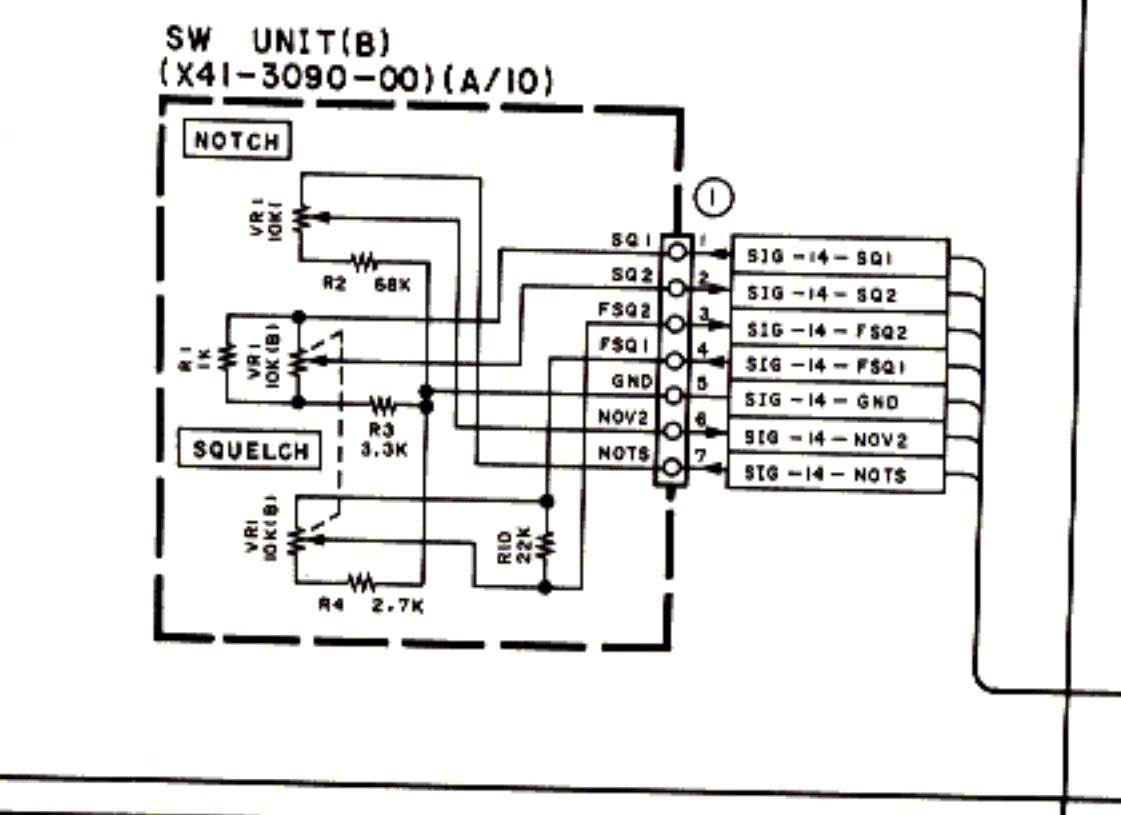 SW UNIT(B)
(X41-3090-00)(A/10)
NOTCH
1
VR1
10K(
R2 68K
R1
1K
VR1
10K(B)
R3
3.3K
SQUELCH
VR1
10K(B)
R4 2.7K
R10
22K
SQ1 1 SIG-14-SQ1
SQ2 2 SIG-14-SQ2
FSQ2 3 SIG-14-FSQ2
FSQ1 4 SIG-14-FSQ1
GND 5 SIG-14-GND
NOV2 6 SIG-14-NOV2
NOTS 7 SIG-14-NOTS